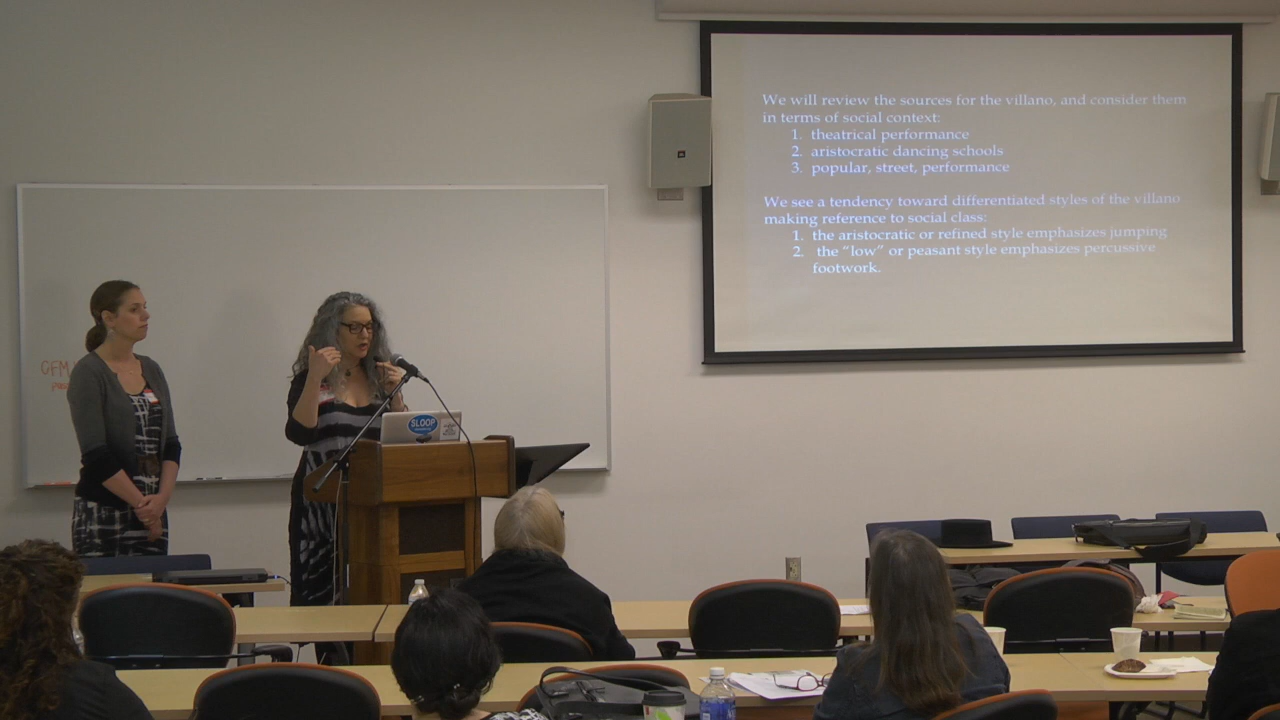 We will review the sources for the villano, and consider them
in terms of social context:
1. theatrical performance
2. aristocratic dancing schools
3. popular, street, performance
We see a tendency toward differentiated styles of the villano
making reference to social class:
1. the aristocratic or refined style emphasizes jumping
2. the “low” or peasant style emphasizes percussive
footwork.
CFM
SLOOP